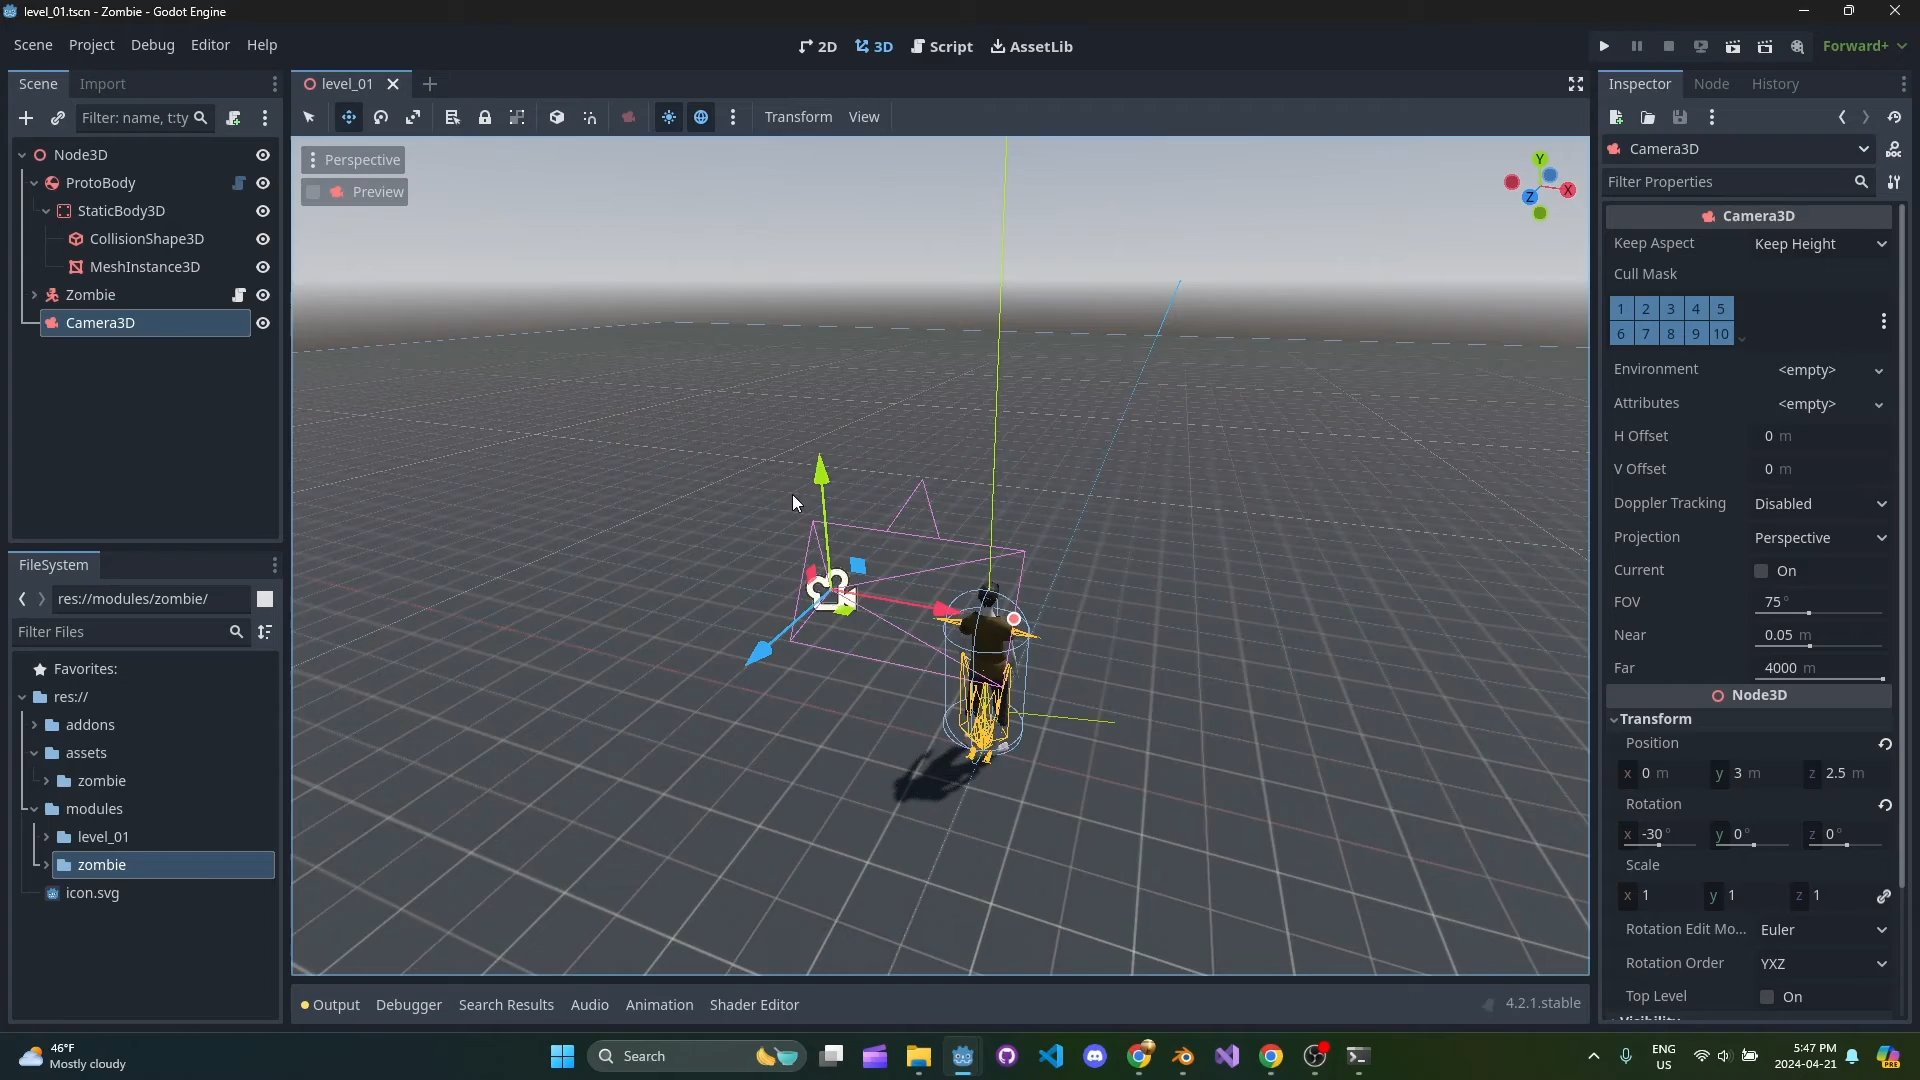 level_01.tscn - Zombie - Godot Engine
Scene Project Debug Editor Help
2D 3D Script AssetLib
Forward+
Scene Import
level_01
Inspector Node History
Filter: name, t:ty
Transform View
Node3D
ProtoBody
StaticBody3D
CollisionShape3D
MeshInstance3D
Zombie
Camera3D
Perspective
Preview
Y
X
Z
Camera3D
Filter Properties
Camera3D
Keep Aspect Keep Height
Cull Mask
1 2 3 4 5
6 7 8 9 10
Environment <empty>
Attributes <empty>
H Offset 0 m
V Offset 0 m
Doppler Tracking Disabled
Projection Perspective
Current On
FOV 75 °
Near 0.05 m
Far 4000 m
Node3D
Transform
Position
x 0 m y 3 m z 2.5 m
Rotation
x -30 ° y 0 ° z 0 °
Scale
x 1 y 1 z 1
Rotation Edit Mo... Euler
Rotation Order YXZ
Top Level On
Visibility
FileSystem
res://modules/zombie/
Filter Files
Favorites:
res://
addons
assets
zombie
modules
level_01
zombie
icon.svg
Output Debugger Search Results Audio Animation Shader Editor
4.2.1.stable
46°F
Mostly cloudy
Search
ENG
US
5:47 PM
2024-04-21
PRE